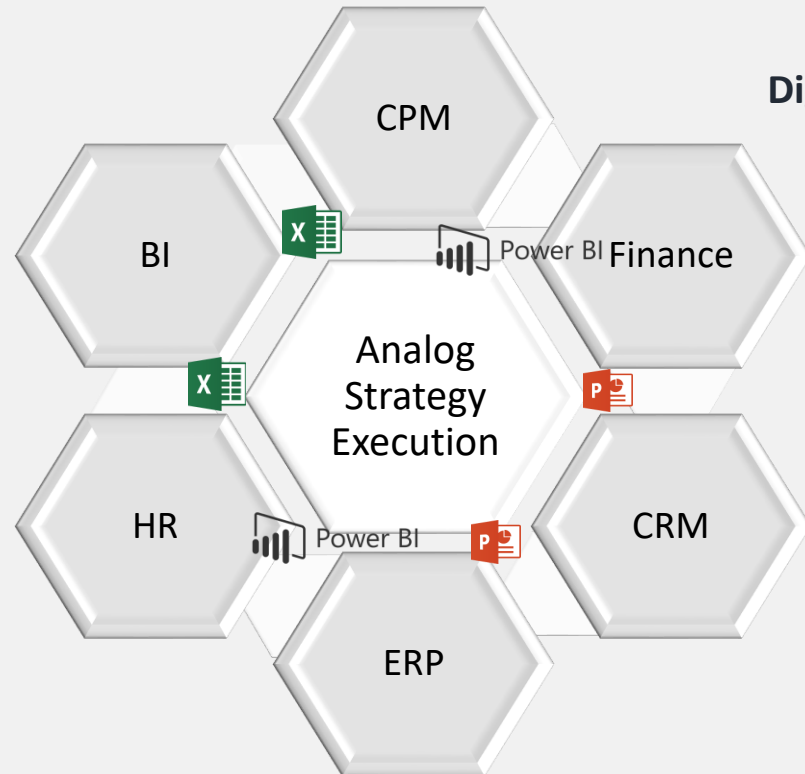 CPM
Di
BI
Power BI
Finance
X
Analog
Strategy
Execution
X
P
HR
Power BI
P
CRM
ERP